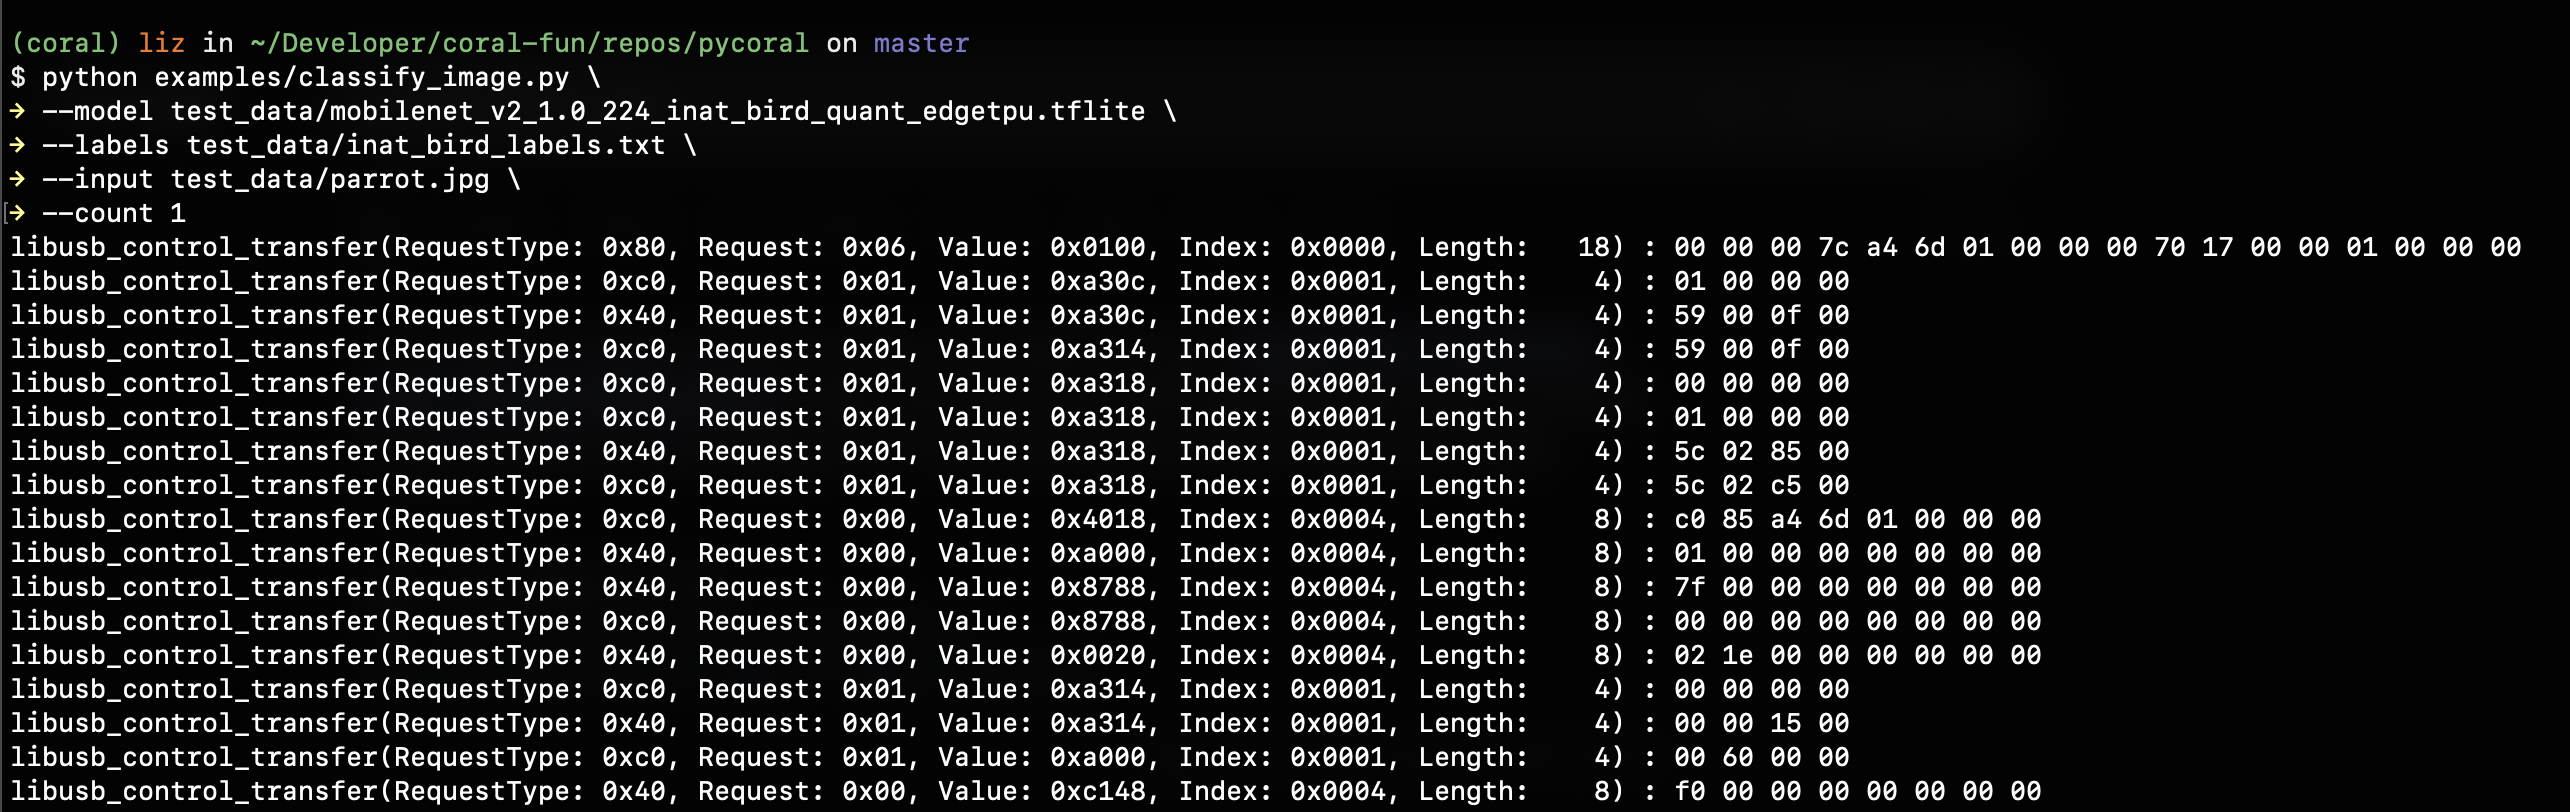 (coral) liz in ~/Developer/coral-fun/repos/pycoral on master
$ python examples/classify_image.py \
→ --model test_data/mobilenet_v2_1.0_224_inat_bird_quant_edgetpu.tflite \
→ --labels test_data/inat_bird_labels.txt \
→ --input test_data/parrot.jpg \
→ --count 1
libusb_control_transfer(RequestType: 0x80, Request: 0x06, Value: 0x0100, Index: 0x0000, Length:   18) : 00 00 00 7c a4 6d 01 00 00 00 70 17 00 00 01 00 00 00
libusb_control_transfer(RequestType: 0xc0, Request: 0x01, Value: 0xa30c, Index: 0x0001, Length:    4) : 01 00 00 00
libusb_control_transfer(RequestType: 0x40, Request: 0x01, Value: 0xa30c, Index: 0x0001, Length:    4) : 59 00 0f 00
libusb_control_transfer(RequestType: 0xc0, Request: 0x01, Value: 0xa314, Index: 0x0001, Length:    4) : 59 00 0f 00
libusb_control_transfer(RequestType: 0xc0, Request: 0x01, Value: 0xa318, Index: 0x0001, Length:    4) : 00 00 00 00
libusb_control_transfer(RequestType: 0xc0, Request: 0x01, Value: 0xa318, Index: 0x0001, Length:    4) : 01 00 00 00
libusb_control_transfer(RequestType: 0x40, Request: 0x01, Value: 0xa318, Index: 0x0001, Length:    4) : 5c 02 85 00
libusb_control_transfer(RequestType: 0xc0, Request: 0x01, Value: 0xa318, Index: 0x0001, Length:    4) : 5c 02 c5 00
libusb_control_transfer(RequestType: 0xc0, Request: 0x00, Value: 0x4018, Index: 0x0004, Length:    8) : c0 85 a4 6d 01 00 00 00
libusb_control_transfer(RequestType: 0x40, Request: 0x00, Value: 0xa000, Index: 0x0004, Length:    8) : 01 00 00 00 00 00 00 00
libusb_control_transfer(RequestType: 0x40, Request: 0x00, Value: 0x8788, Index: 0x0004, Length:    8) : 7f 00 00 00 00 00 00 00
libusb_control_transfer(RequestType: 0xc0, Request: 0x00, Value: 0x8788, Index: 0x0004, Length:    8) : 00 00 00 00 00 00 00 00
libusb_control_transfer(RequestType: 0x40, Request: 0x00, Value: 0x0020, Index: 0x0004, Length:    8) : 02 1e 00 00 00 00 00 00
libusb_control_transfer(RequestType: 0xc0, Request: 0x01, Value: 0xa314, Index: 0x0001, Length:    4) : 00 00 00 00
libusb_control_transfer(RequestType: 0x40, Request: 0x01, Value: 0xa314, Index: 0x0001, Length:    4) : 00 00 15 00
libusb_control_transfer(RequestType: 0xc0, Request: 0x01, Value: 0xa000, Index: 0x0001, Length:    4) : 00 60 00 00
libusb_control_transfer(RequestType: 0x40, Request: 0x00, Value: 0xc148, Index: 0x0004, Length:    8) : f0 00 00 00 00 00 00 00